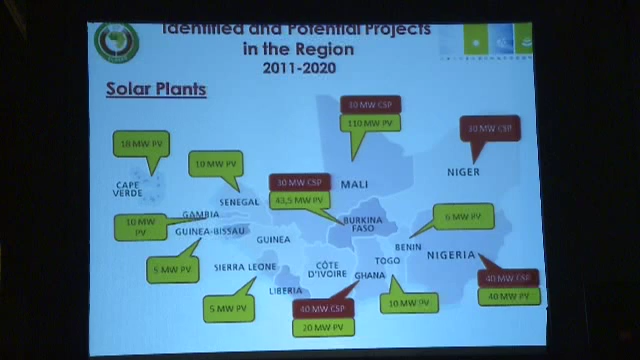 Identified and Potential Projects
in the Region
2011-2020
Solar Plants
30 MW CSP
110 MW PV
30 MW CSP
18 MW PV
10 MW PV
30 MW CSP
43,5 MW PV
MALI
NIGER
CAPE
VERDE
SENEGAL
10 MW
PV
GAMBIA
GUINEA-BISSAU
GUINEA
BURKINA
FASO
6 MW PV
BENIN
NIGERIA
5 MW PV
SIERRA LEONE
CÔTE
D'IVOIRE
TOGO
GHANA
LIBERIA
5 MW PV
40 MW CSP
20 MW PV
10 MW PV
40 MW CSP
40 MW PV